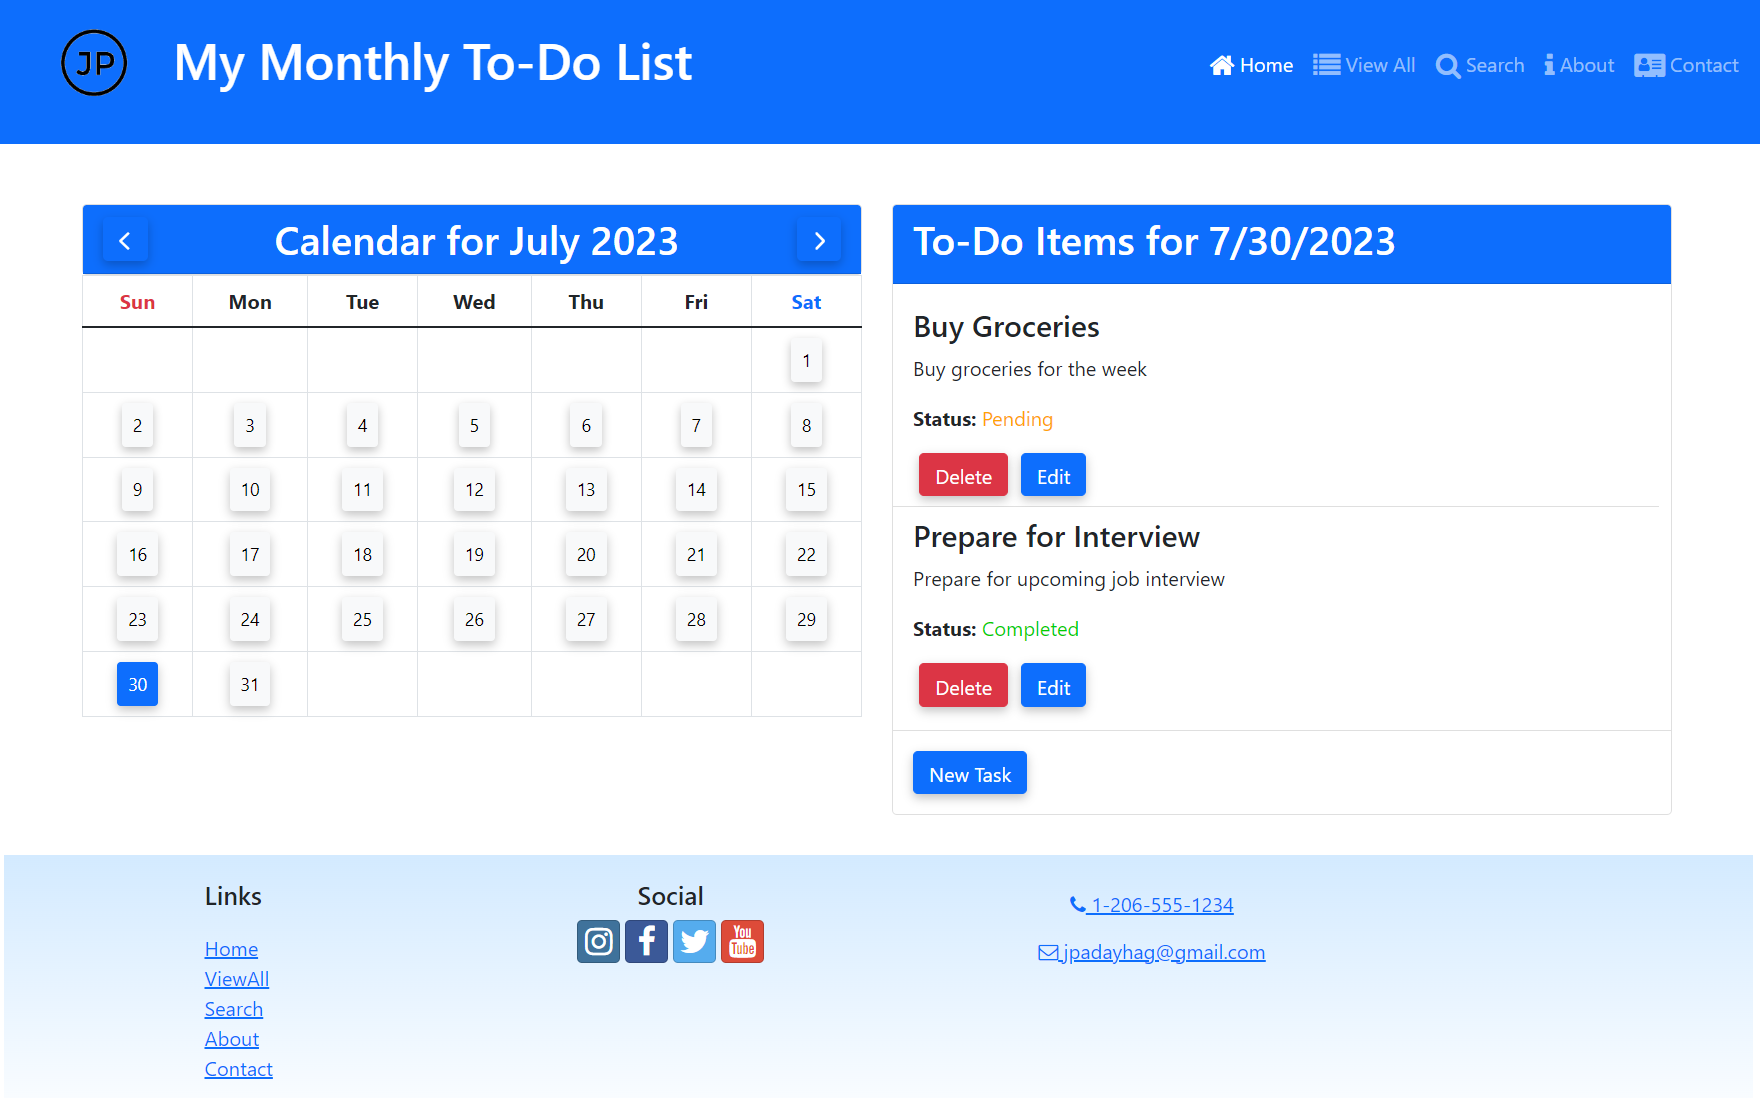 JP
My Monthly To-Do List
Home View All Search About Contact
Calendar for July 2023
Sun Mon Tue Wed Thu Fri Sat
1
2 3 4 5 6 7 8
9 10 11 12 13 14 15
16 17 18 19 20 21 22
23 24 25 26 27 28 29
30 31
To-Do Items for 7/30/2023
Buy Groceries
Buy groceries for the week
Status: Pending
Delete Edit
Prepare for Interview
Prepare for upcoming job interview
Status: Completed
Delete Edit
New Task
Links
Home
ViewAll
Search
About
Contact
Social
You
Tube
1-206-555-1234
jpadayhag@gmail.com